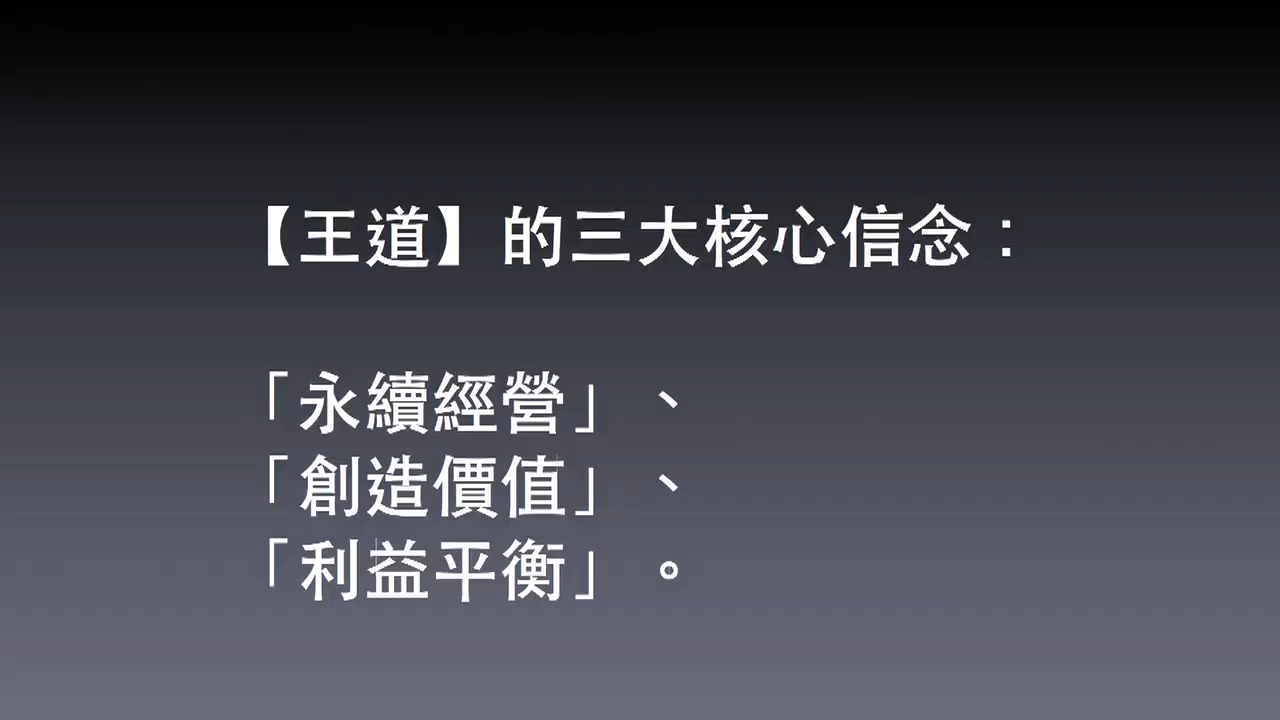 【王道】的三大核心信念：
「永續經營」、
「創造價值」、
「利益平衡」。